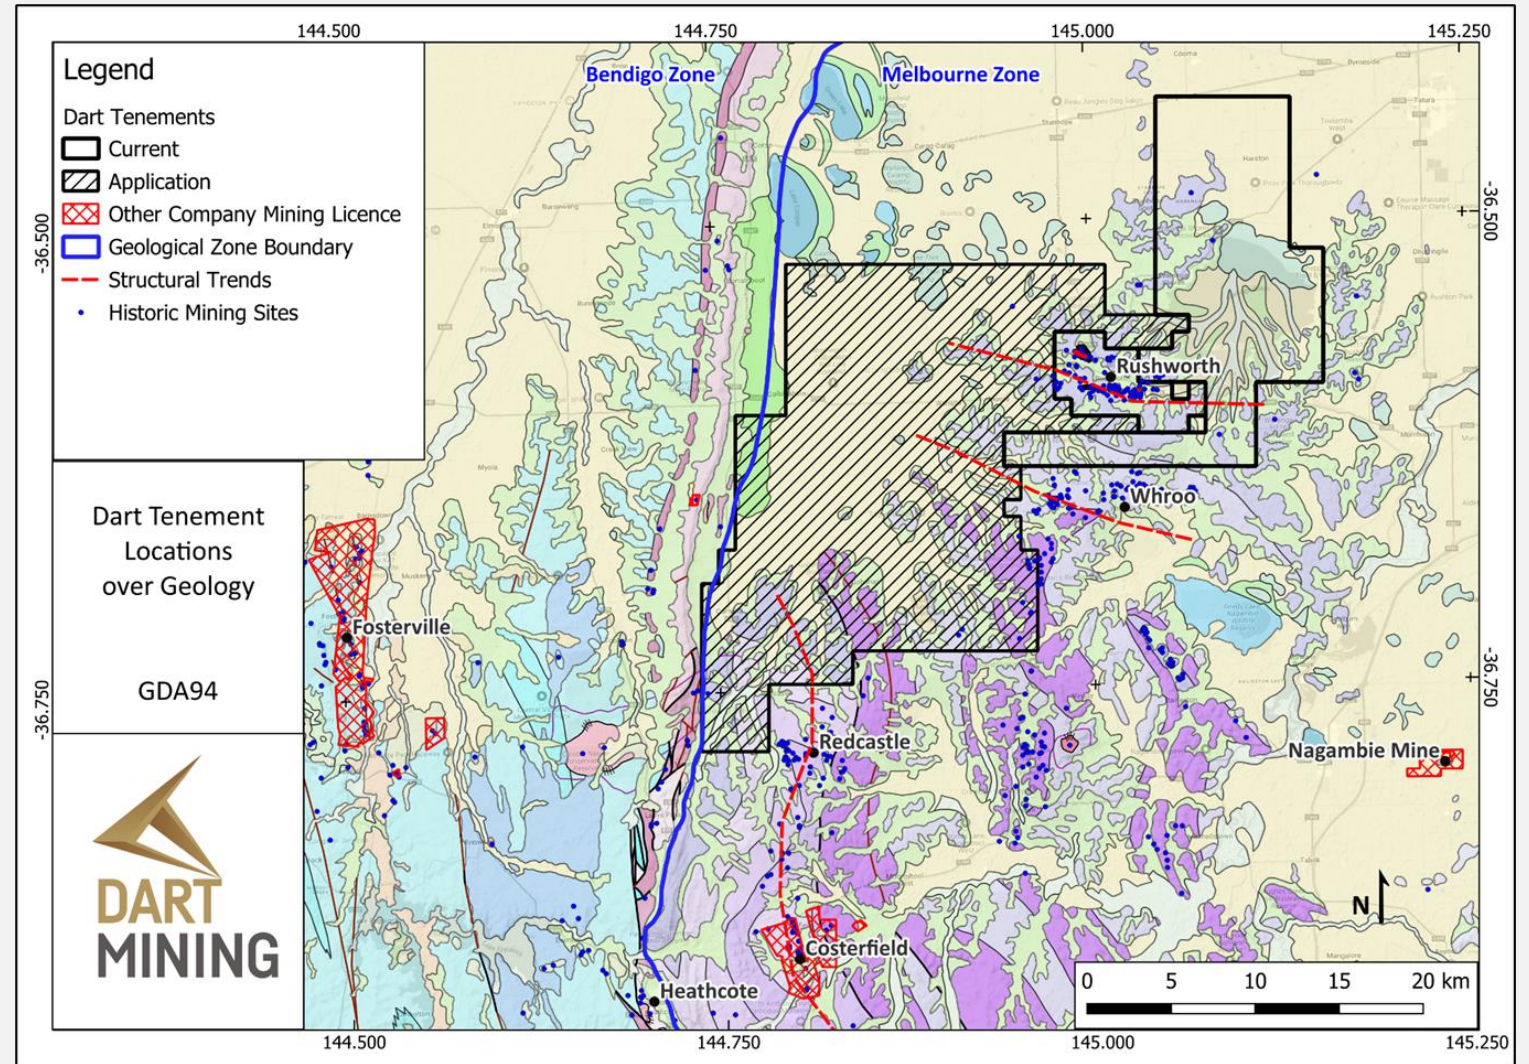 144.500
144.750
145.000
145.250
Legend
Dart Tenements
Current
Application
Other Company Mining Licence
Geological Zone Boundary
Structural Trends
Historic Mining Sites
Bendigo Zone
Melbourne Zone
-36.500
-36.500
Rushworth
Whroo
Dart Tenement
Locations
over Geology
GDA94
Fosterville
-36.750
-36.750
Redcastle
Nagambie Mine
DART
MINING
Costerfield
Heathcote
N
0 5 10 15 20 km
144.500
144.750
145.000
145.250